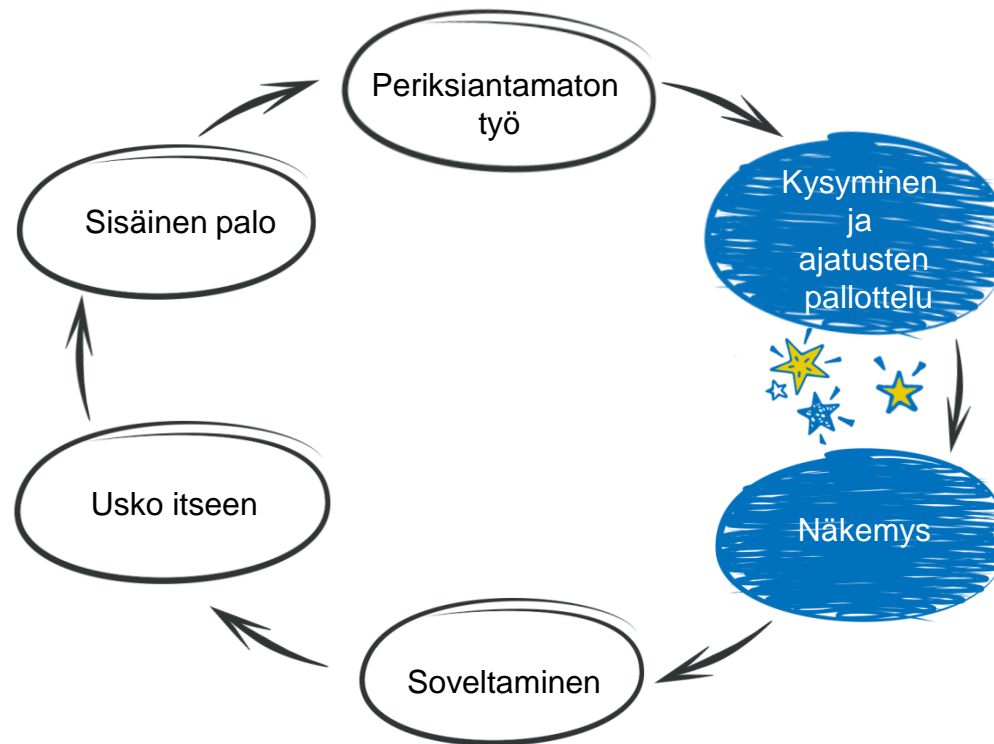 Periksiantamaton
työ
Kysyminen
ja
ajatusten
pallottelu
Näkemys
Soveltaminen
Usko itseen
Sisäinen palo